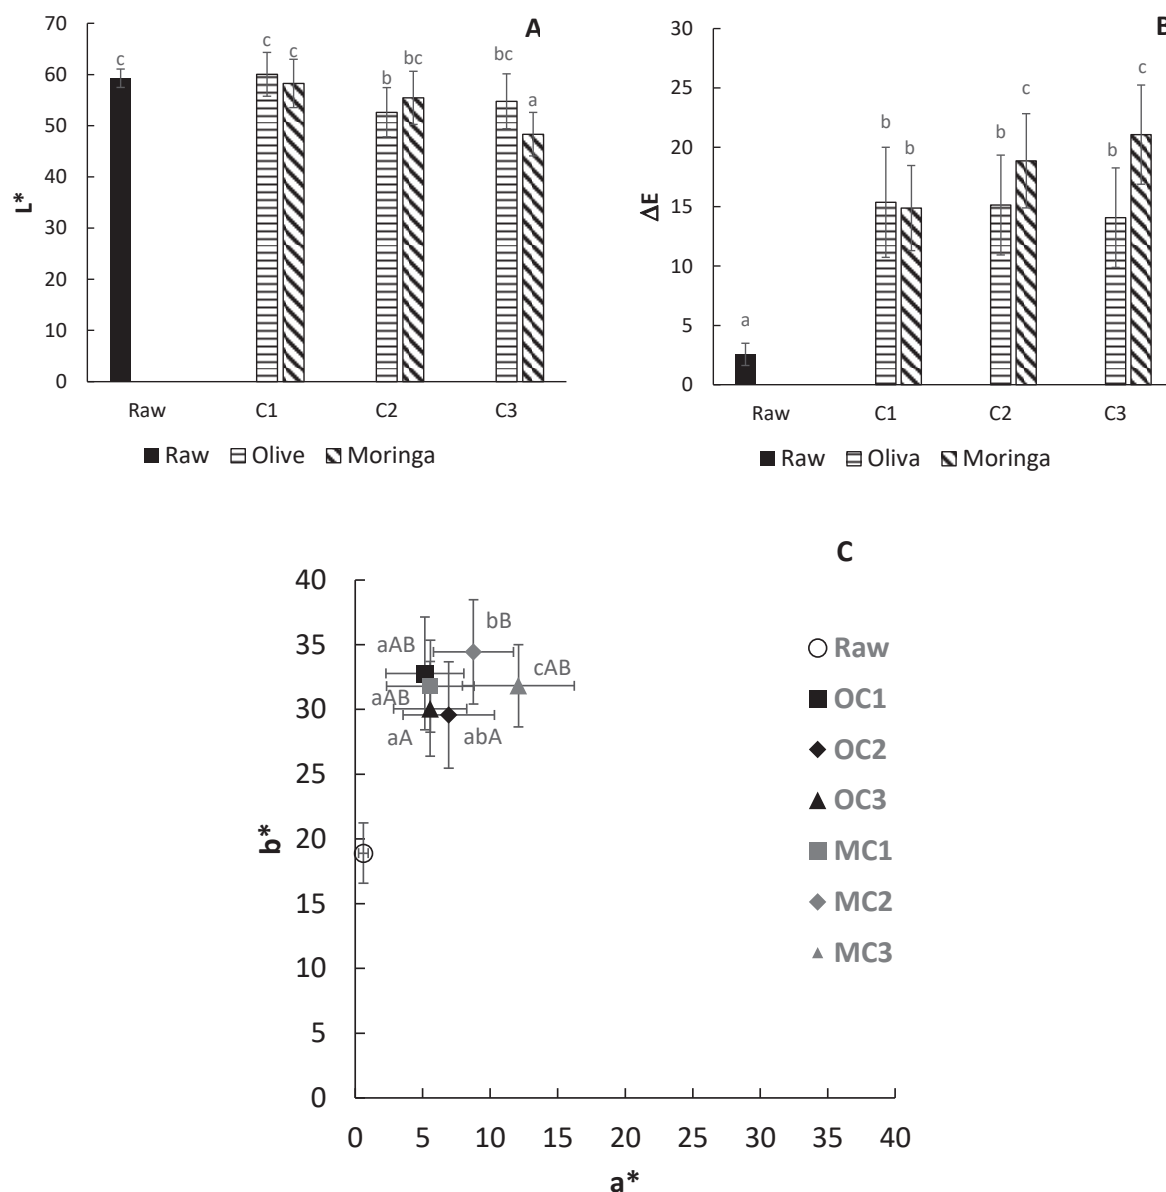 A
70
60
50
40
30
20
10
0
L*
c
c
c
b
bc
bc
a
Raw
C1
C2
C3
Raw
Olive
Moringa
B
30
25
20
15
10
5
0
ΔE
a
b
b
b
c
b
c
Raw
C1
C2
C3
Raw
Oliva
Moringa
C
40
35
30
25
20
15
10
5
0
b*
aAB
bB
cAB
aAB
aA
abA
0
5
10
15
20
25
30
35
40
a*
Raw
OC1
OC2
OC3
MC1
MC2
MC3